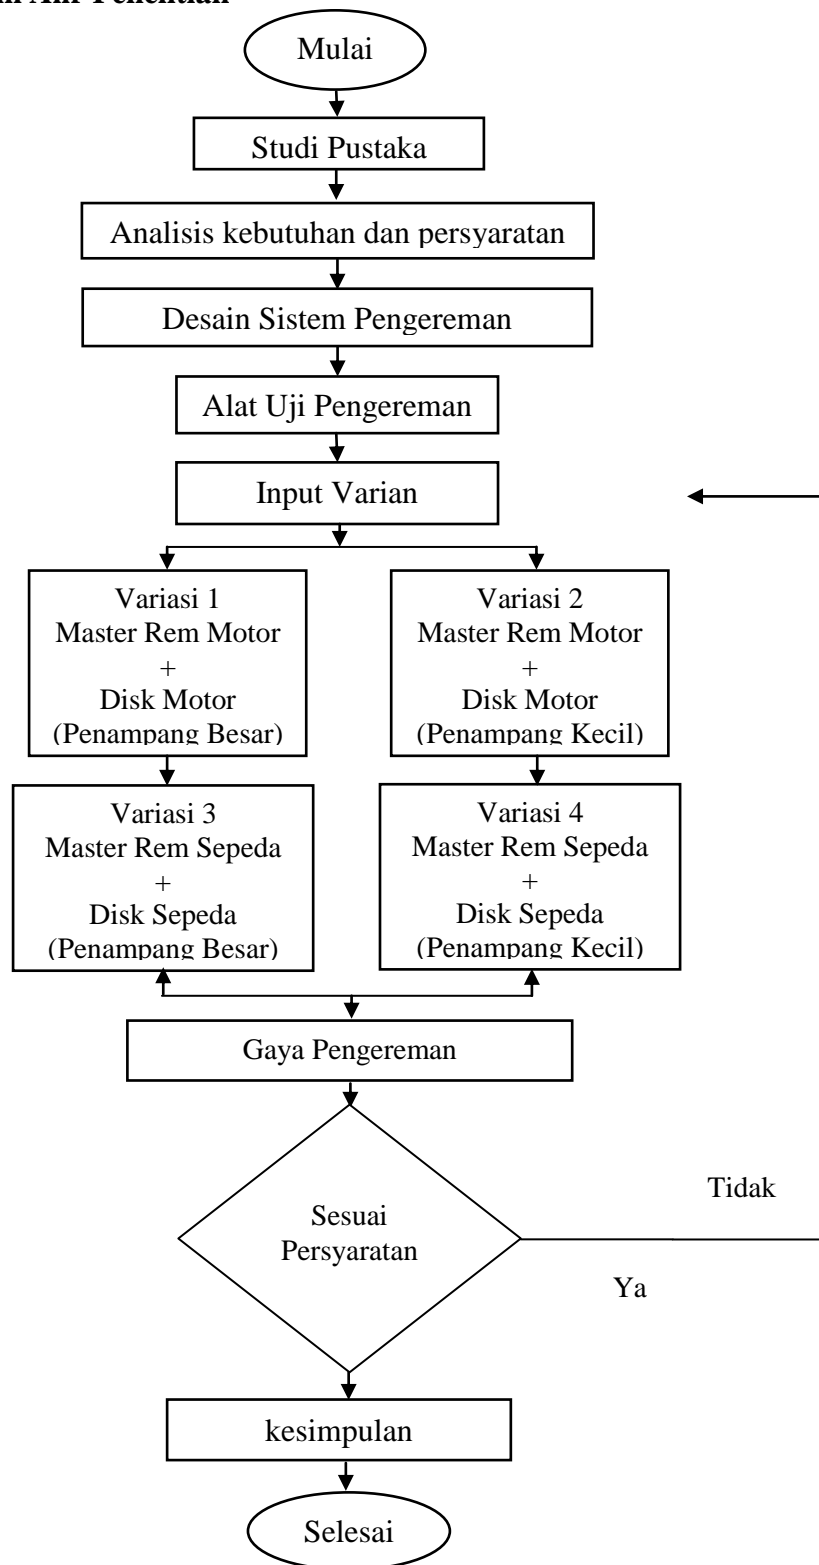 Alir Penelitian
Mulai
Studi Pustaka
Analisis kebutuhan dan persyaratan
Desain Sistem Pengereman
Alat Uji Pengereman
Input Varian
Variasi 1
Master Rem Motor
+
Disk Motor
(Penampang Besar)
Variasi 2
Master Rem Motor
+
Disk Motor
(Penampang Kecil)
Variasi 3
Master Rem Sepeda
+
Disk Sepeda
(Penampang Besar)
Variasi 4
Master Rem Sepeda
+
Disk Sepeda
(Penampang Kecil)
Gaya Pengereman
Sesuai
Persyaratan
Tidak
Ya
kesimpulan
Selesai